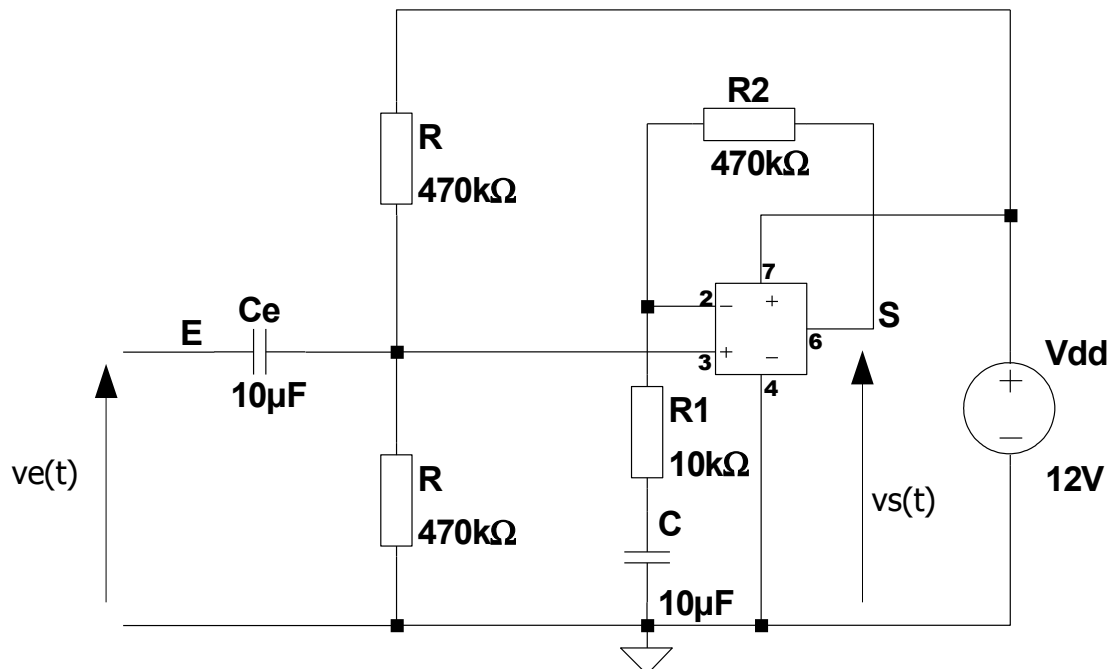 R2
470kΩ
R
470kΩ
7
2
3
6
4
S
E
Ce
10µF
Vdd
12V
R1
10kΩ
ve(t)
R
470kΩ
vs(t)
C
10µF